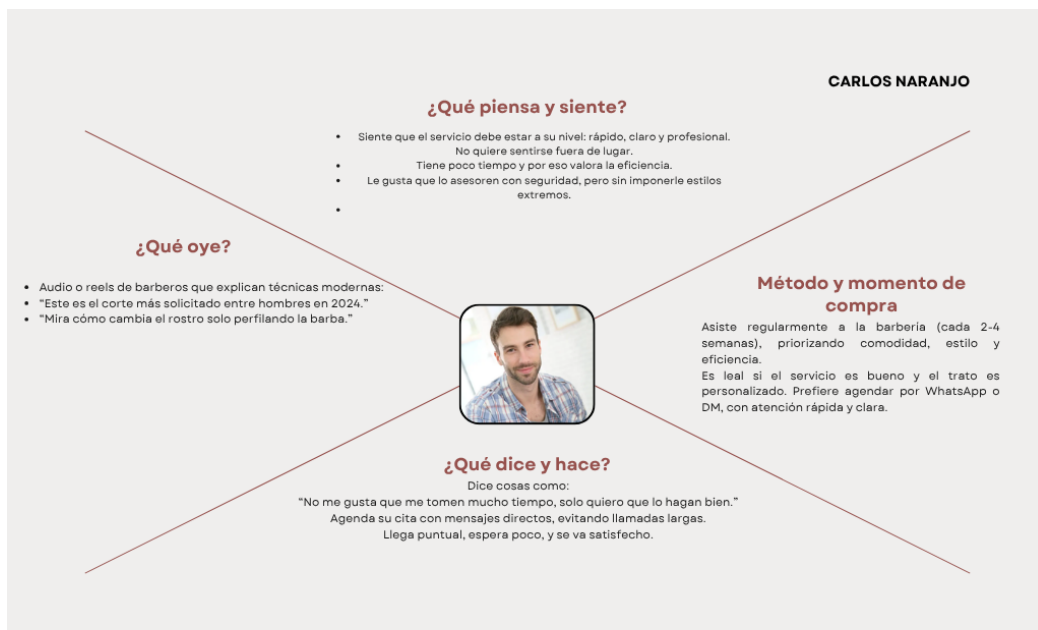 CARLOS NARANJO
¿Qué piensa y siente?
• Siente que el servicio debe estar a su nivel: rápido, claro y profesional.
No quiere sentirse fuera de lugar.
• Tiene poco tiempo y por eso valora la eficiencia.
• Le gusta que lo asesoren con seguridad, pero sin imponerle estilos
extremos.
•
¿Qué oye?
• Audio o reels de barberos que explican técnicas modernas:
• “Este es el corte más solicitado entre hombres en 2024.”
• “Mira cómo cambia el rostro solo perfilando la barba.”
Método y momento de
compra
Asiste regularmente a la barbería (cada 2-4
semanas), priorizando comodidad, estilo y
eficiencia.
Es leal si el servicio es bueno y el trato es
personalizado. Prefiere agendar por WhatsApp o
DM, con atención rápida y clara.
¿Qué dice y hace?
Dice cosas como:
“No me gusta que me tomen mucho tiempo, solo quiero que lo hagan bien.”
Agenda su cita con mensajes directos, evitando llamadas largas.
Llega puntual, espera poco, y se va satisfecho.